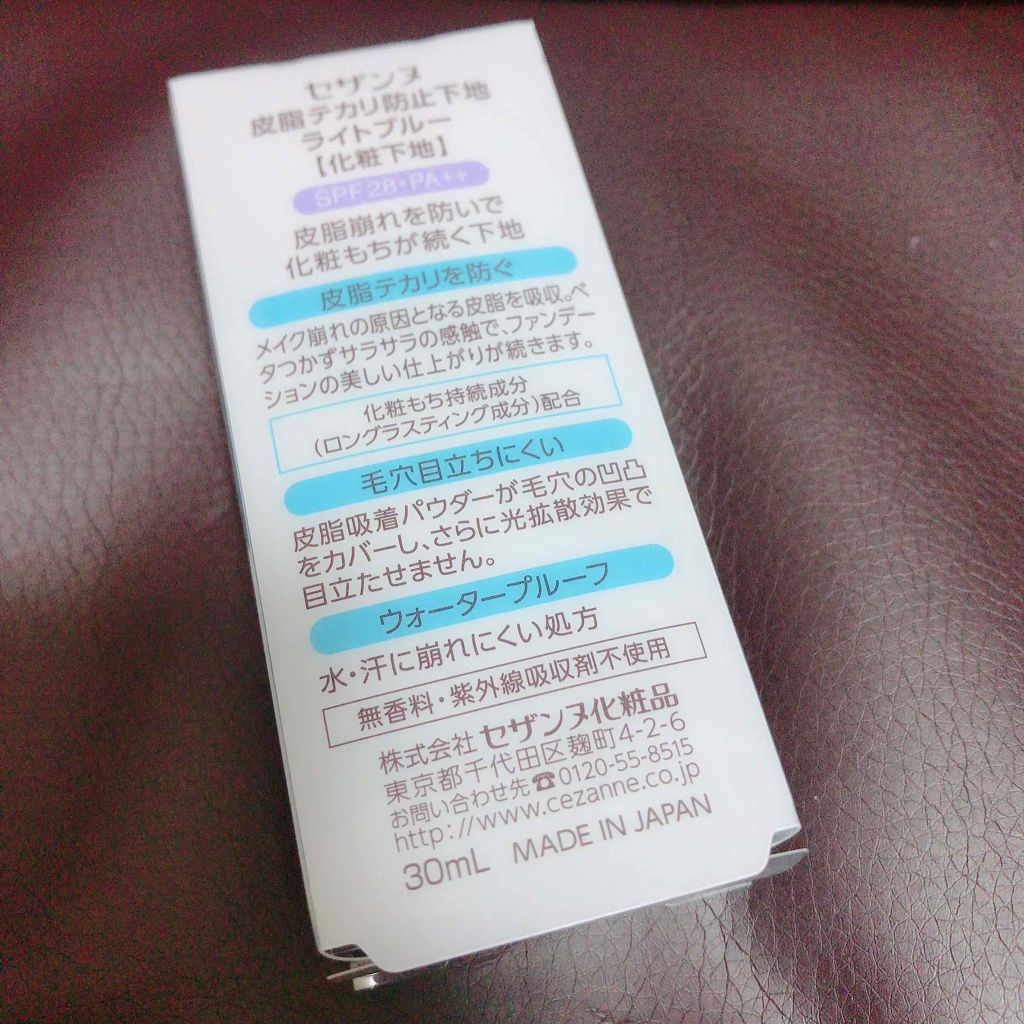 セザンヌ
皮脂テカリ防止下地
ライトブルー
【化粧下地】
SPF28・PA++
皮脂崩れを防いで
化粧もちが続く下地
皮脂テカリを防ぐ
メイク崩れの原因となる皮脂を吸収。ベ
タつかずサラサラの感触で、ファンデー
ションの美しい仕上がりが続きます。
化粧もち持続成分
(ロングラスティング成分)配合
毛穴目立ちにくい
皮脂吸着パウダーが毛穴の凹凸
をカバーし、さらに光拡散効果で
目立たせません。
ウォータープルーフ
水・汗に崩れにくい処方
無香料・紫外線吸収剤不使用
株式会社 セザンヌ化粧品
東京都千代田区麹町4-2-6
お問い合わせ先☎0120-55-8515
http://www.cezanne.co.jp
30mL MADE IN JAPAN